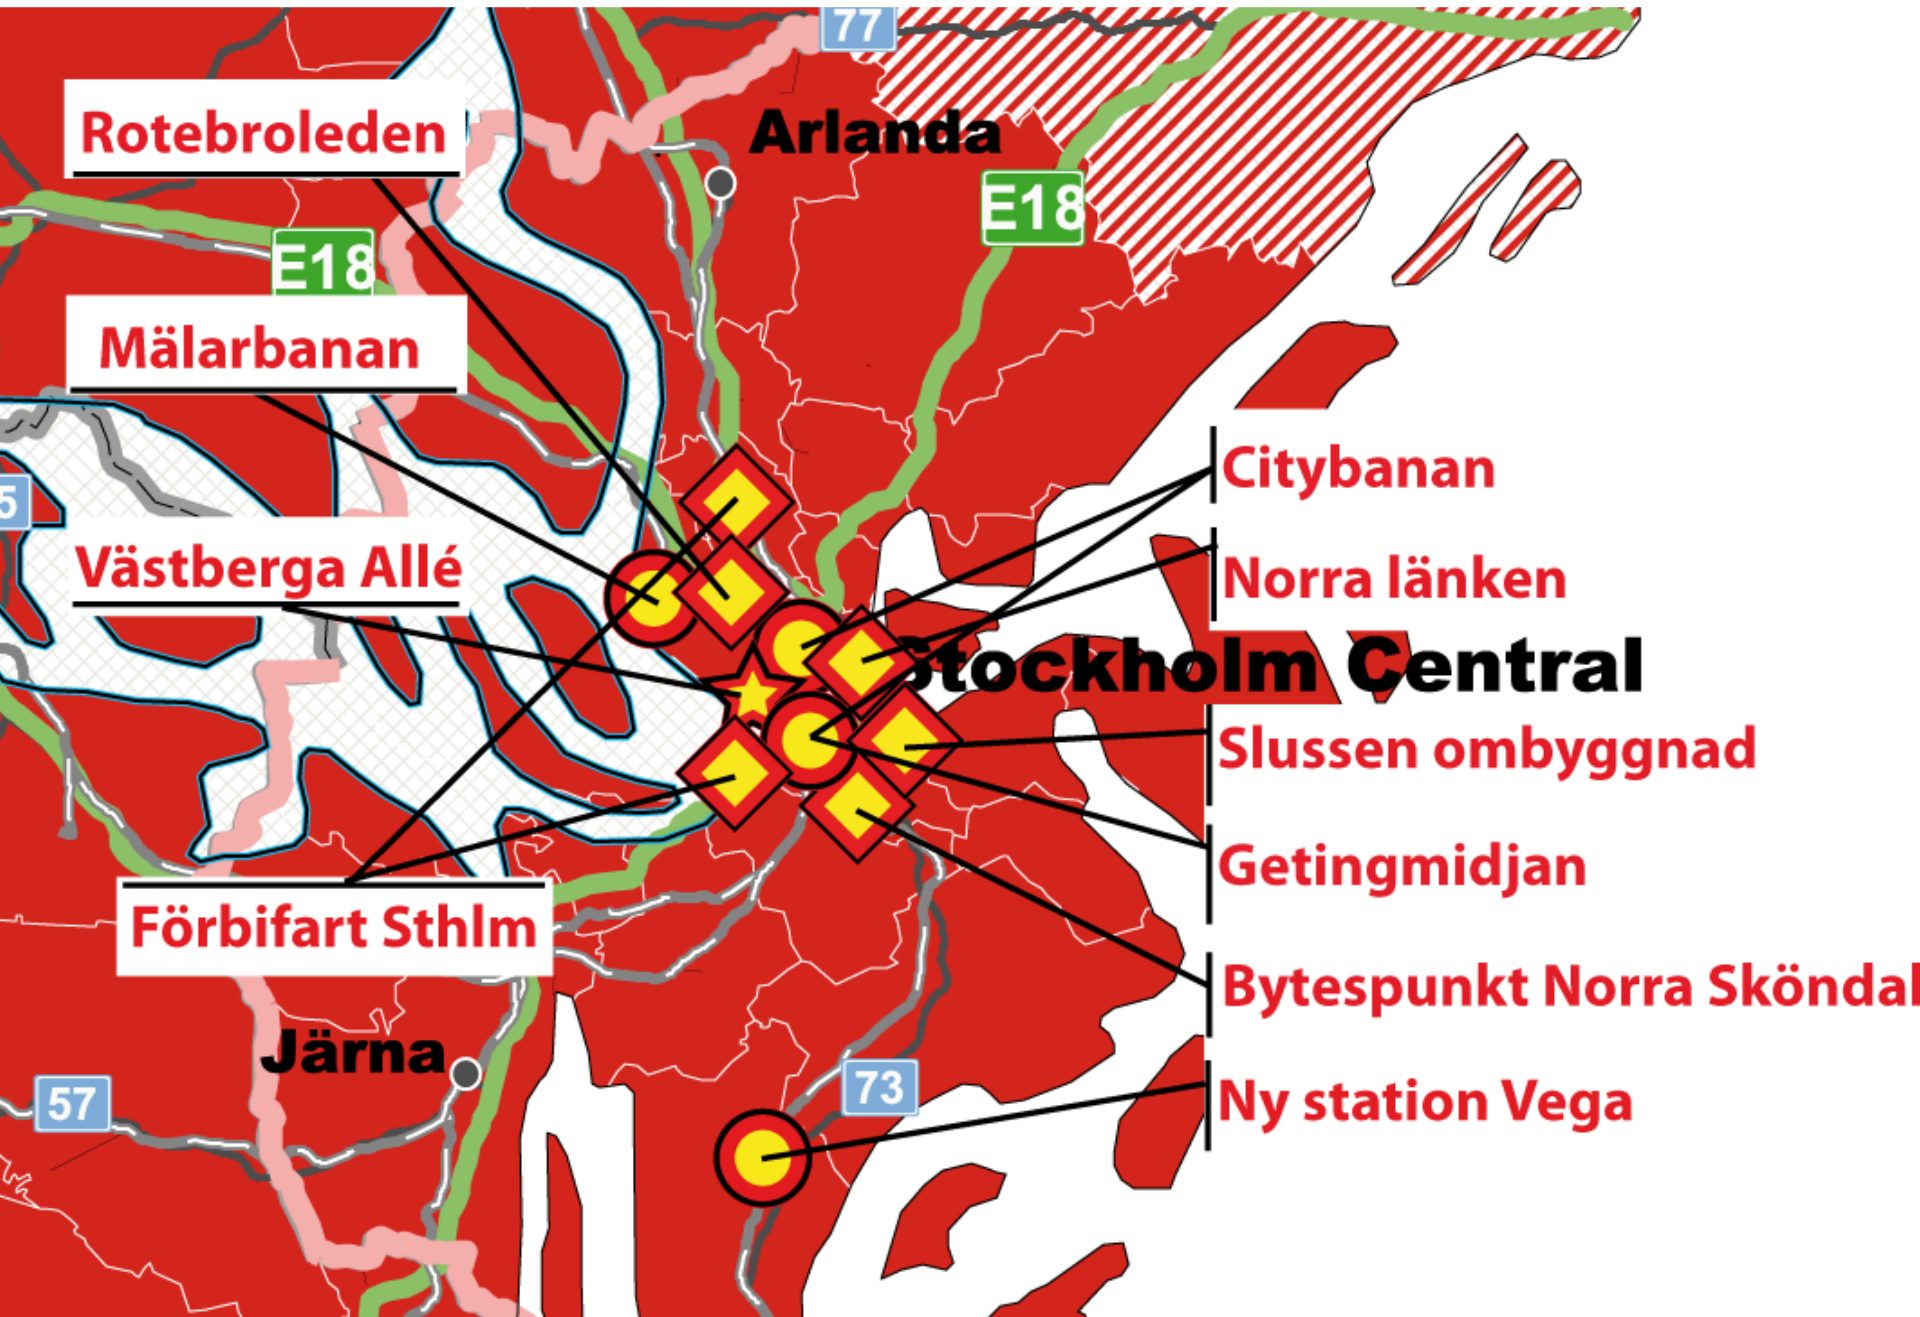 77
Rotebroleden
Arlanda
E18
E18
Mälarbanan
Citybanan
5
Västberga Allé
Norra länken
Stockholm Central
Slussen ombyggnad
Getingmidjan
Förbifart Sthlm
Bytespunkt Norra Sköndal
Järna
73
57
Ny station Vega